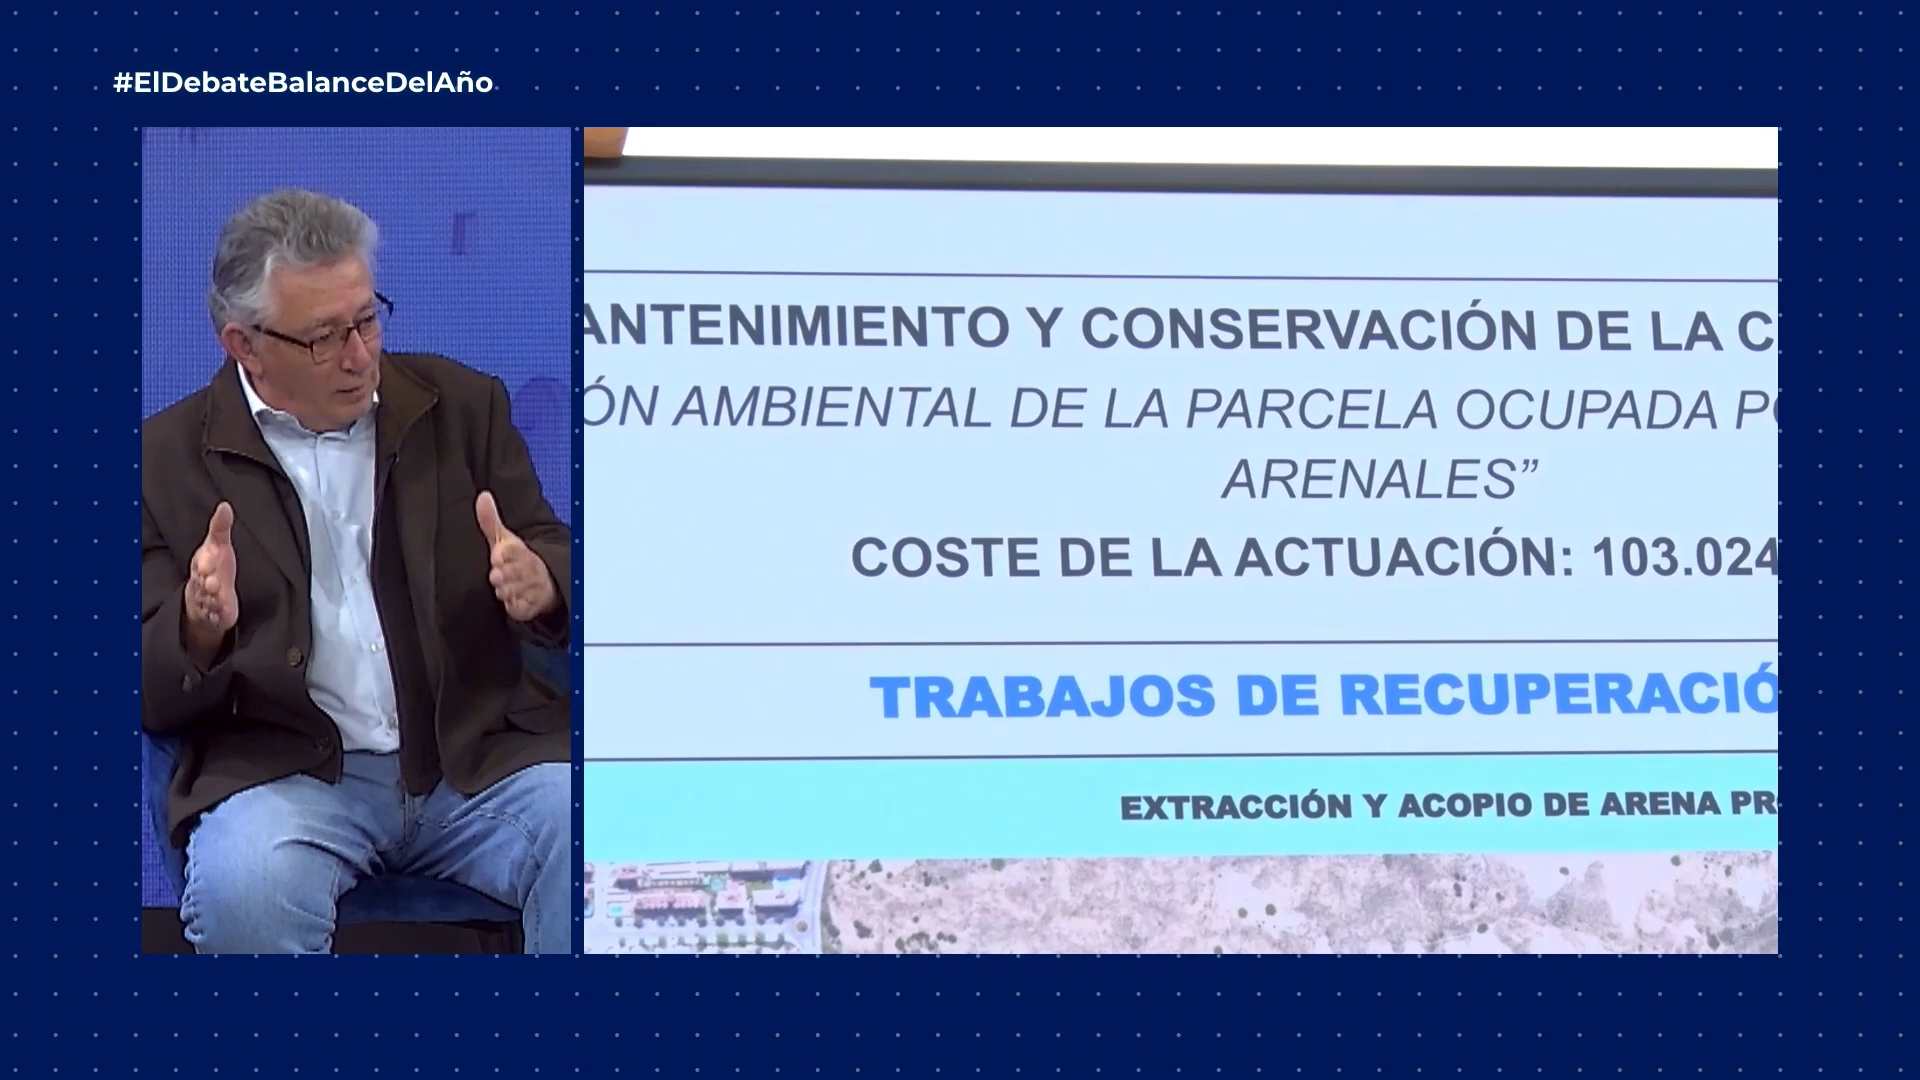 #ElDebateBalanceDelAño
ANTENIMIENTO Y CONSERVACIÓN DE LA C
ÓN AMBIENTAL DE LA PARCELA OCUPADA PO
ARENALES”
COSTE DE LA ACTUACIÓN: 103.024
TRABAJOS DE RECUPERACIÓ
EXTRACCIÓN Y ACOPIO DE ARENA PR